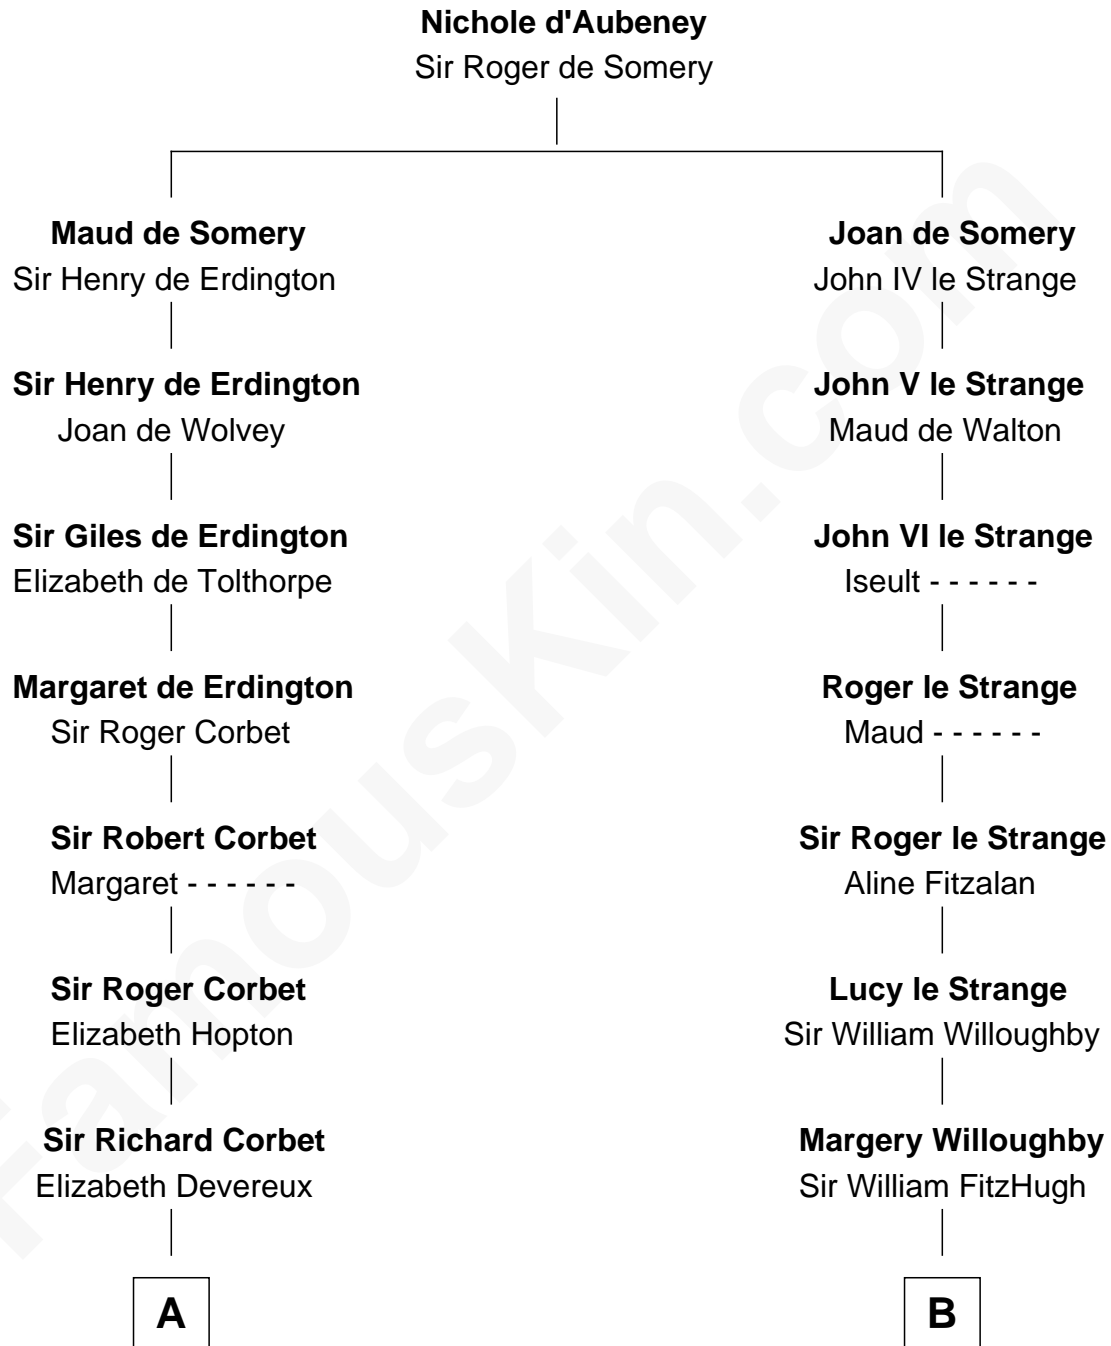 Nichole d'Aubeney
Sir Roger de Somery
Maud de Somery
Sir Henry de Erdington
Sir Henry de Erdington
Joan de Wolvey
Sir Giles de Erdington
Elizabeth de Tolthorpe
Margaret de Erdington
Sir Roger Corbet
Sir Robert Corbet
Margaret - - - - - -
Sir Roger Corbet
Elizabeth Hopton
Sir Richard Corbet
Elizabeth Devereux
A
Joan de Somery
John IV le Strange
John V le Strange
Maud de Walton
John VI le Strange
Iseult - - - - - -
Roger le Strange
Maud - - - - - -
Sir Roger le Strange
Aline Fitzalan
Lucy le Strange
Sir William Willoughby
Margery Willoughby
Sir William FitzHugh
B
FamousKin.com